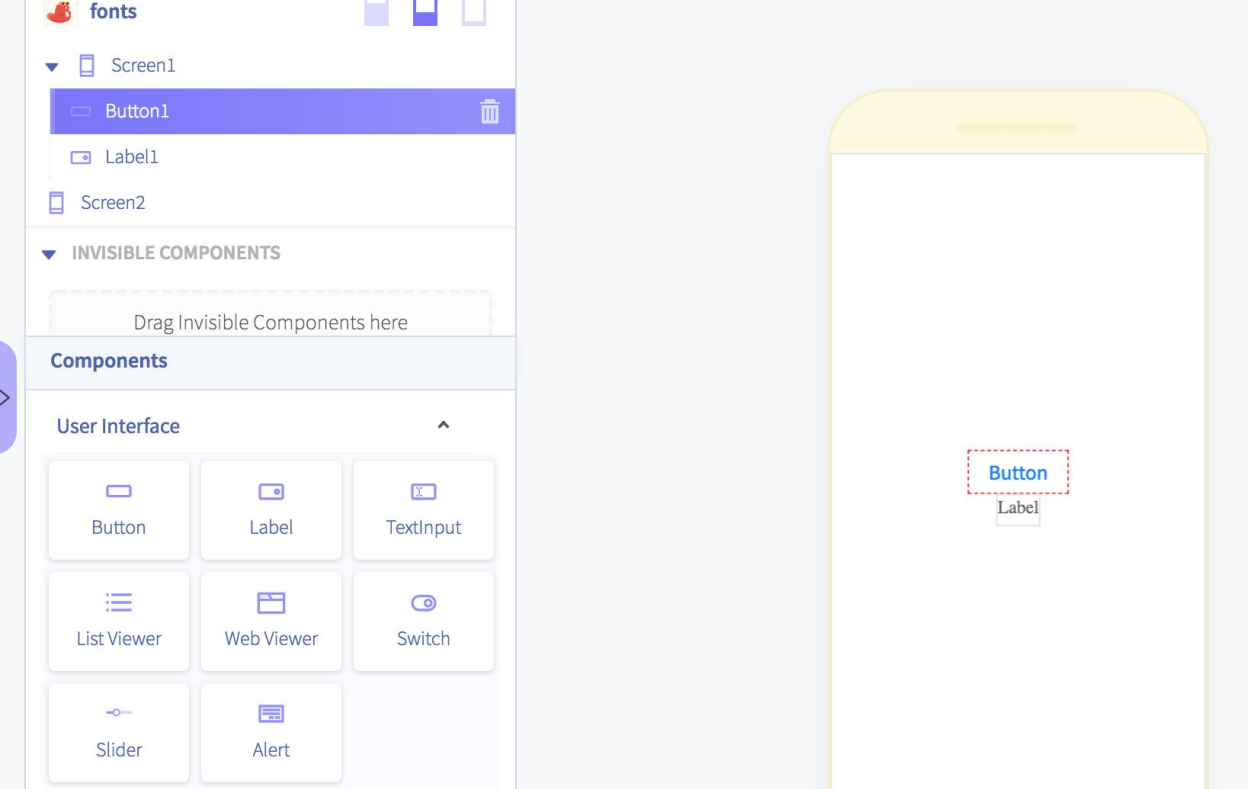 fonts
Screen1
Button1
Label1
Screen2
INVISIBLE COMPONENTS
Drag Invisible Components here
Components
User Interface
Button
Label
TextInput
List Viewer
Web Viewer
Switch
Slider
Alert
Button
Label